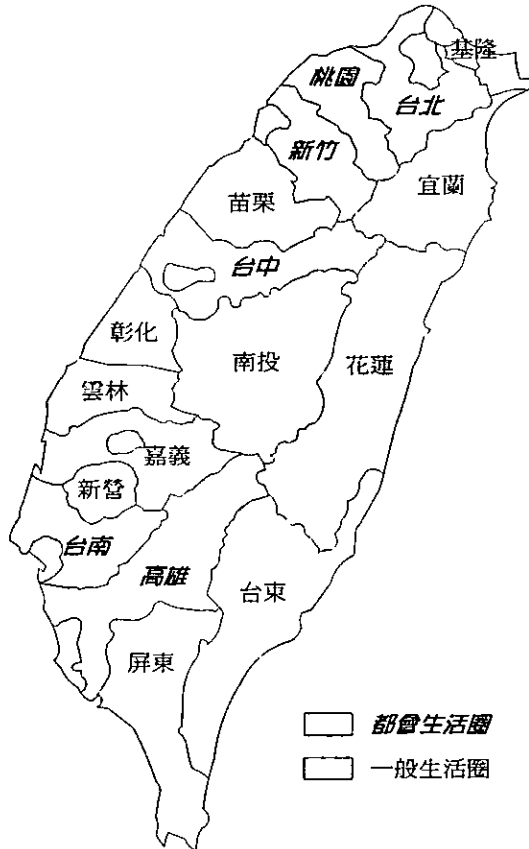 基隆
桃園
台北
新竹
宜蘭
苗栗
台中
彰化
南投
花蓮
雲林
嘉義
新營
台南
高雄
台東
屏東
都會生活圈
一般生活圈